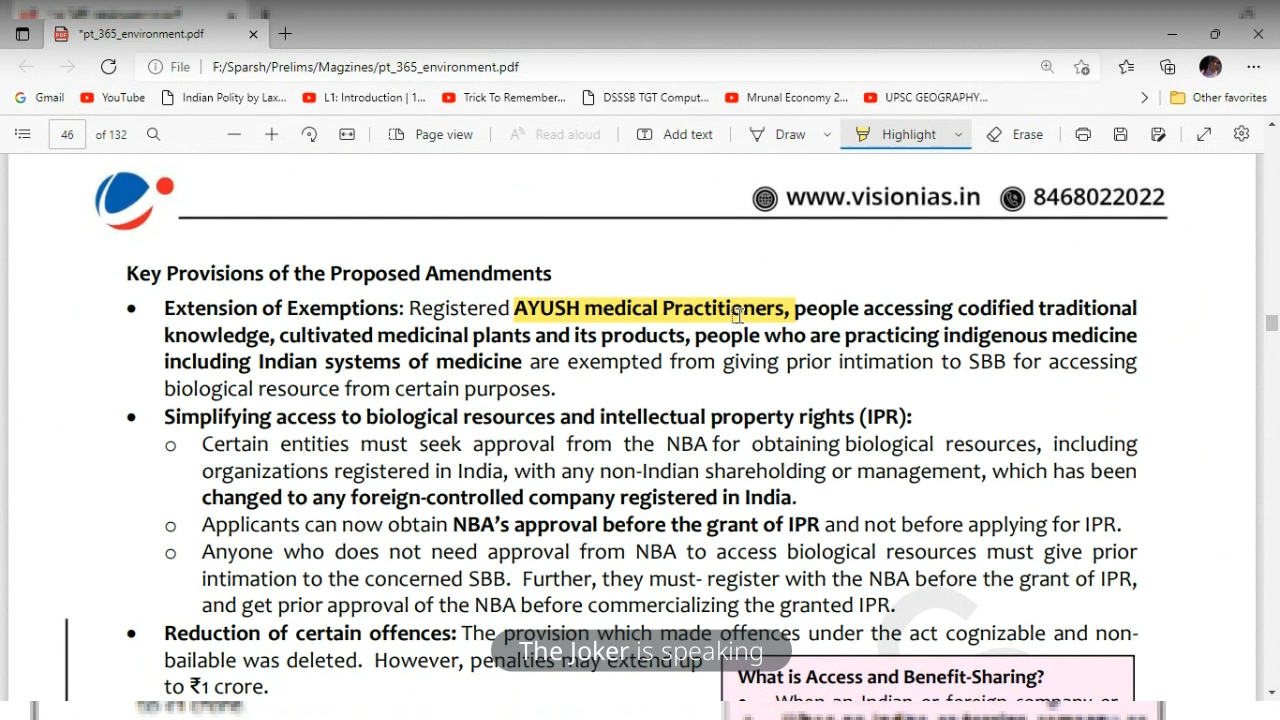 *pt_365_environment.pdf
File F:/Sparsh/Prelims/Magzines/pt_365_environment.pdf
Gmail YouTube Indian Polity by Lax... L1: Introduction | 1... Trick To Remember... DSSSB TGT Comput... Mrunal Economy 2... UPSC GEOGRAPHY... Other favorites
46 of 132 Page view Read aloud Add text Draw Highlight Erase
www.visionias.in 8468022022
Key Provisions of the Proposed Amendments
• Extension of Exemptions: Registered AYUSH medical Practitioners, people accessing codified traditional
knowledge, cultivated medicinal plants and its products, people who are practicing indigenous medicine
including Indian systems of medicine are exempted from giving prior intimation to SBB for accessing
biological resource from certain purposes.
• Simplifying access to biological resources and intellectual property rights (IPR):
o Certain entities must seek approval from the NBA for obtaining biological resources, including
organizations registered in India, with any non-Indian shareholding or management, which has been
changed to any foreign-controlled company registered in India.
o Applicants can now obtain NBA's approval before the grant of IPR and not before applying for IPR.
o Anyone who does not need approval from NBA to access biological resources must give prior
intimation to the concerned SBB. Further, they must- register with the NBA before the grant of IPR,
and get prior approval of the NBA before commercializing the granted IPR.
• Reduction of certain offences: The provision which made offences under the act cognizable and non-
bailable was deleted. However, penalties may extend up
to ₹1 crore.
The Joker is speaking
What is Access and Benefit-Sharing?
• When an Indian or foreign company or